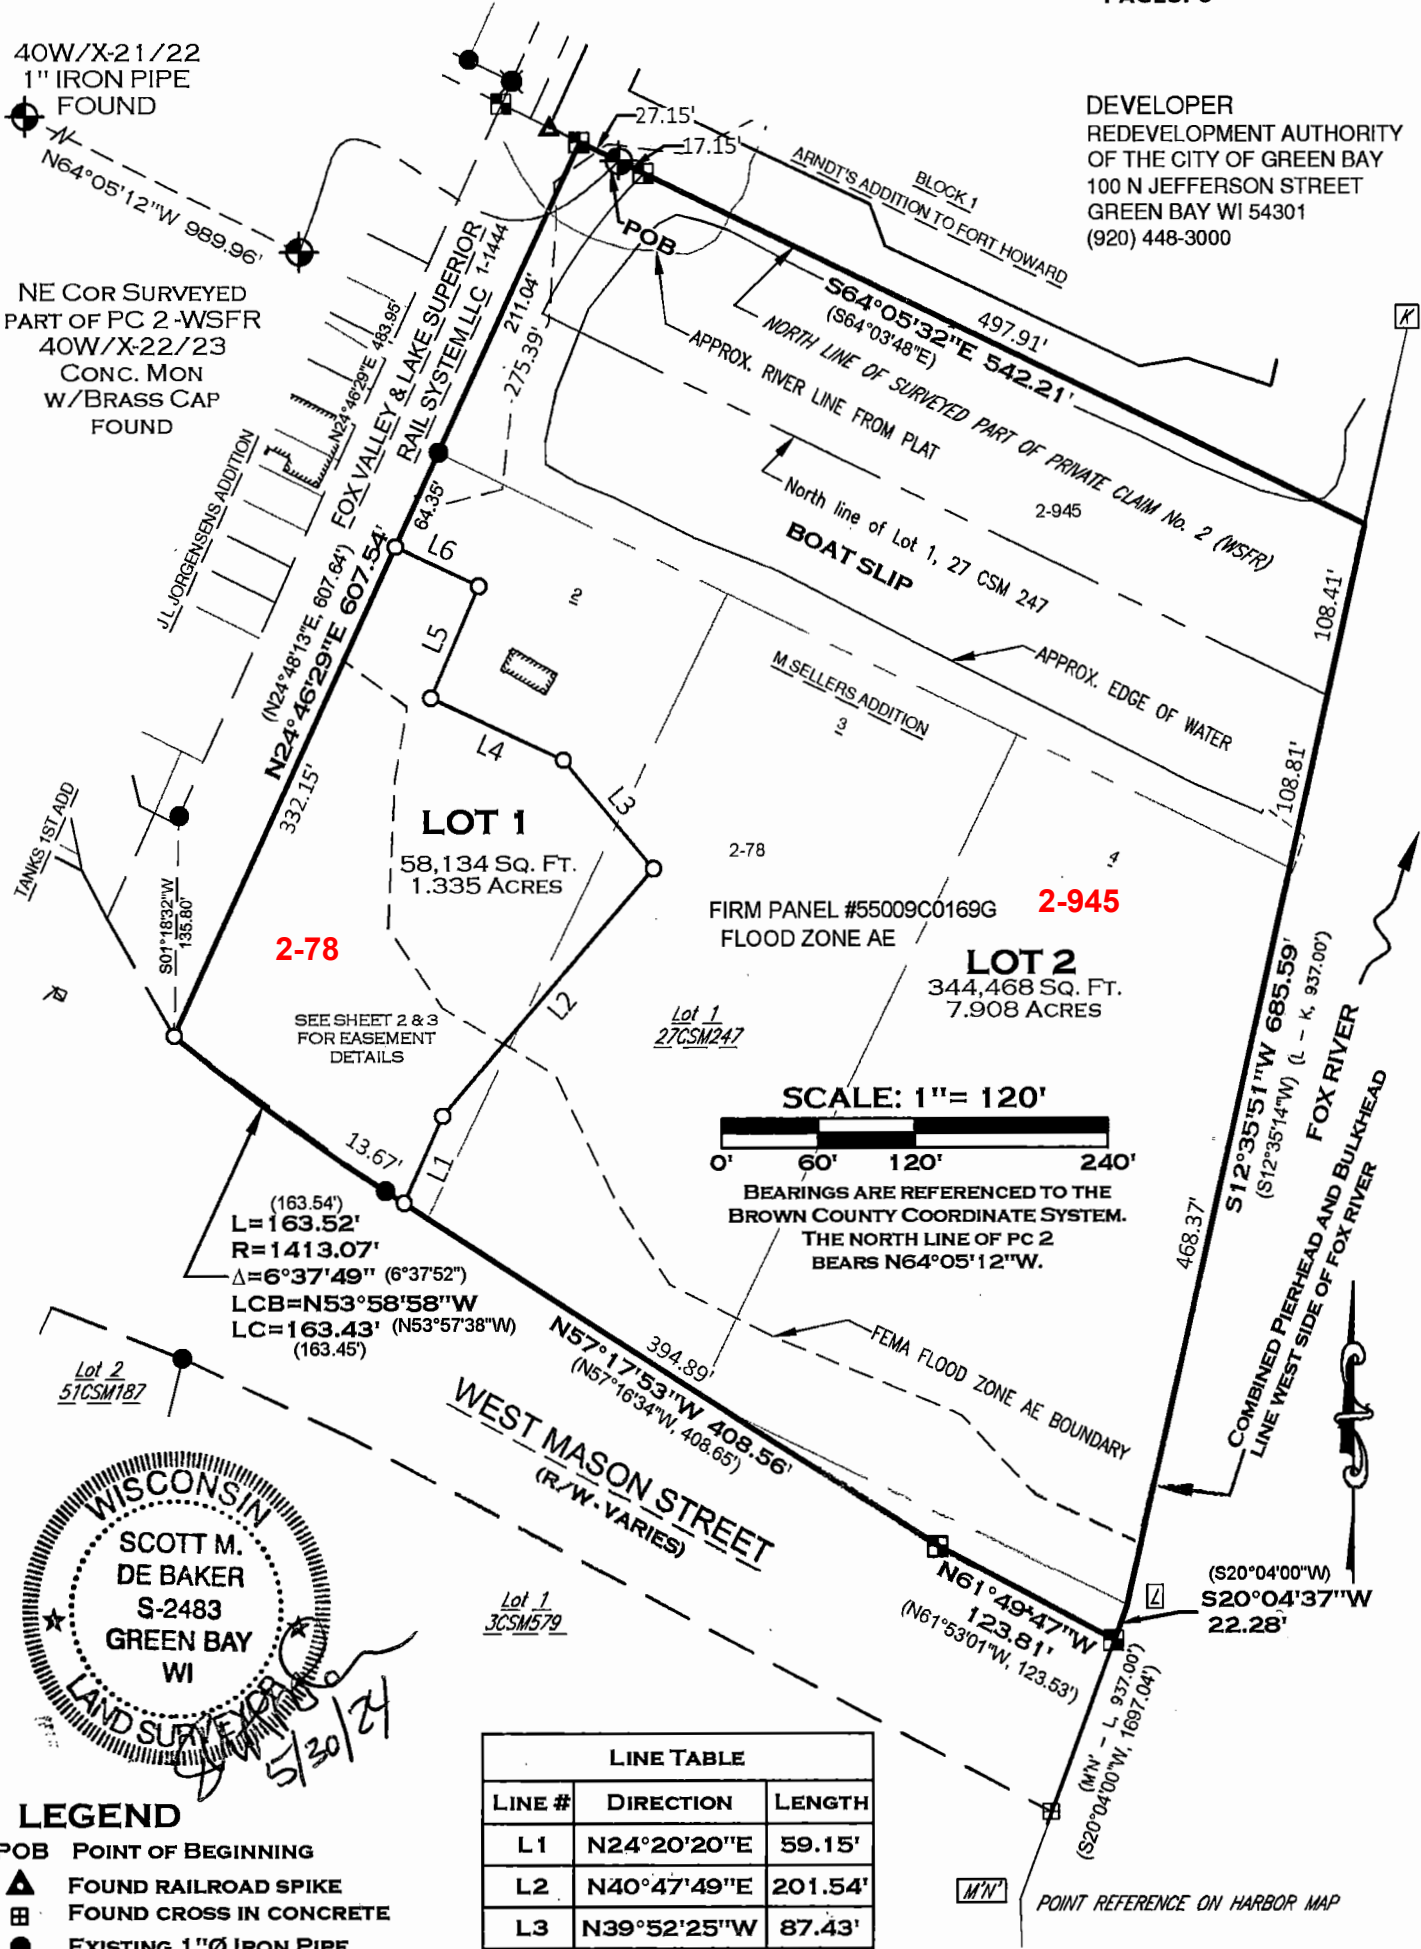 40W/X-21/22
1" IRON PIPE
FOUND
N64°05'12"W 989.96'
NE COR SURVEYED
PART OF PC 2-WSFR
40W/X-22/23
CONC. MON
W/BRASS CAP
FOUND
DEVELOPER
REDEVELOPMENT AUTHORITY
OF THE CITY OF GREEN BAY
100 N JEFFERSON STREET
GREEN BAY WI 54301
(920) 448-3000
27.15'
17.15'
POB
BLOCK 1
ARNDT'S ADDITION TO FORT HOWARD
S64°05'32"E 542.21'
(S64°03'48"E)
497.91'
NORTH LINE OF SURVEYED PART OF PRIVATE CLAIM No. 2 (WSFR)
APPROX. RIVER LINE FROM PLAT
North line of Lot 1, 27 CSM 247
2-945
BOAT SLIP
APPROX. EDGE OF WATER
K
FOX VALLEY & LAKE SUPERIOR
RAIL SYSTEM LLC 1-1444
211.04'
275.39'
N24°46'29"E 483.95'
J L JORGENSENS ADDITION
64.35'
L6
L5
L4
L3
L2
L1
2
M SELLERS ADDITION
3
4
108.41'
108.81'
(N24°48'13"E, 607.64')
N24°46'29"E 607.54'
332.15'
TANKS 1ST ADD
S01°18'32"W
135.80'
LOT 1
58,134 SQ. FT.
1.335 ACRES
2-78
2-78
FIRM PANEL #55009C0169G
FLOOD ZONE AE
2-945
LOT 2
344,468 SQ. FT.
7.908 ACRES
Lot 1
27CSM247
SEE SHEET 2 & 3
FOR EASEMENT
DETAILS
SCALE: 1"= 120'
0' 60' 120' 240'
BEARINGS ARE REFERENCED TO THE
BROWN COUNTY COORDINATE SYSTEM.
THE NORTH LINE OF PC 2
BEARS N64°05'12"W.
S12°35'51"W 685.59'
(S12°35'14"W) (L - K, 937.00')
468.37'
FOX RIVER
COMBINED PIERHEAD AND BULKHEAD
LINE WEST SIDE OF FOX RIVER
13.67'
(163.54')
L=163.52'
R=1413.07'
Δ=6°37'49" (6°37'52")
LCB=N53°58'58"W
LC=163.43' (N53°57'38"W)
(163.45')
394.89'
N57°17'53"W 408.56'
(N57°16'34"W, 408.65')
WEST MASON STREET
(R/W-VARIES)
FEMA FLOOD ZONE AE BOUNDARY
Lot 2
51CSM187
Lot 1
3CSM579
N61°49'47"W
123.81'
(N61°53'01"W, 123.53')
L
(S20°04'00"W)
S20°04'37"W
22.28'
(M'N' - L, 937.00')
(S20°04'00"W, 1697.04')
M'N'
POINT REFERENCE ON HARBOR MAP
WISCONSIN
SCOTT M.
DE BAKER
S-2483
GREEN BAY
WI
LAND SURVEYOR
5/30/24
LEGEND
POB POINT OF BEGINNING
FOUND RAILROAD SPIKE
FOUND CROSS IN CONCRETE
EXISTING 1"Ø IRON PIPE
LINE TABLE
LINE # DIRECTION LENGTH
L1 N24°20'20"E 59.15'
L2 N40°47'49"E 201.54'
L3 N39°52'25"W 87.43'